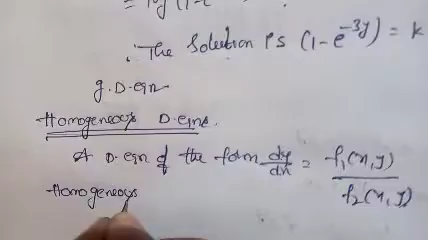 ∴ The Solution is (1-e^{-3y}) = k
g. D-eqn
Homogeneous D-eqns.
A D-eqn of the form dy/dx = f₁(x,y)/f₂(x,y)
Homogeneous